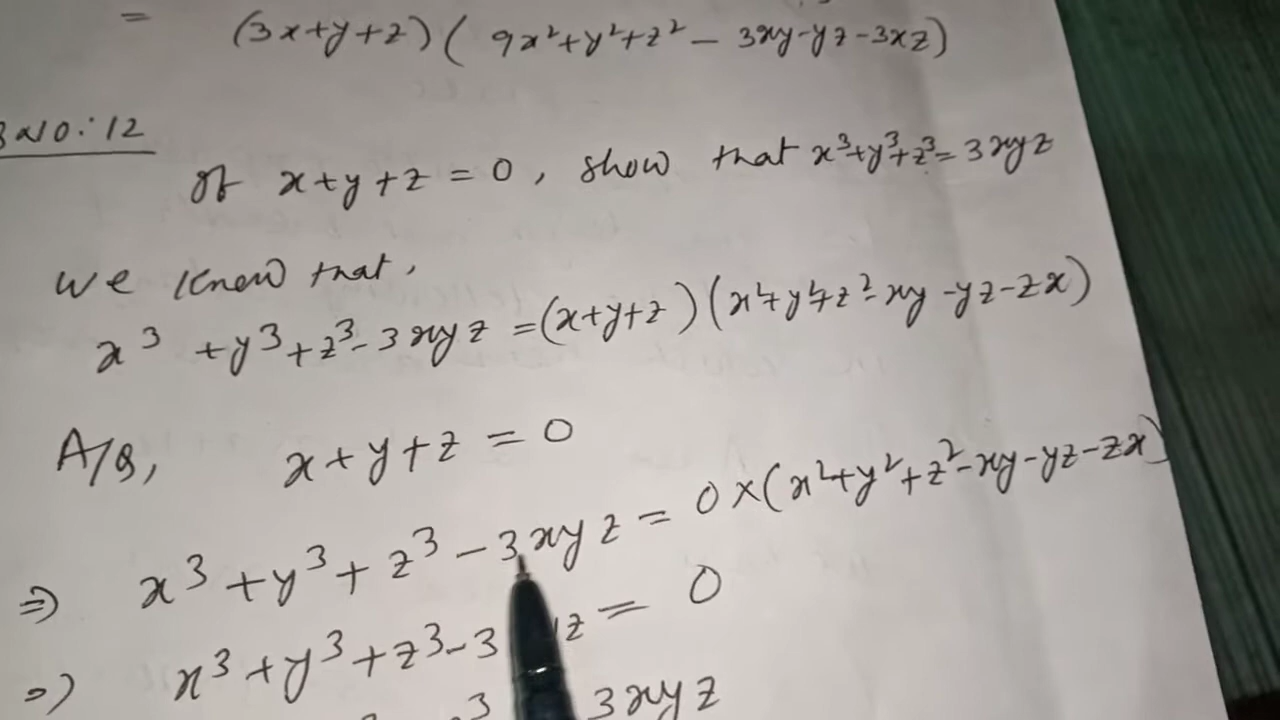 = (3x+y+z) ( 9x²+y²+z² - 3xy-yz-3xz)
NO: 12
If x+y+z = 0, show that x³+y³+z³= 3xyz
We know that,
x³ +y³+z³-3xyz =(x+y+z)(x²+y²+z²-xy-yz-zx)
A/Q, x+y+z = 0
⇒ x³+y³+z³-3xyz = 0×(x²+y²+z²-xy-yz-zx)
⇒ x³+y³+z³-3 z = 0
3 3xyz